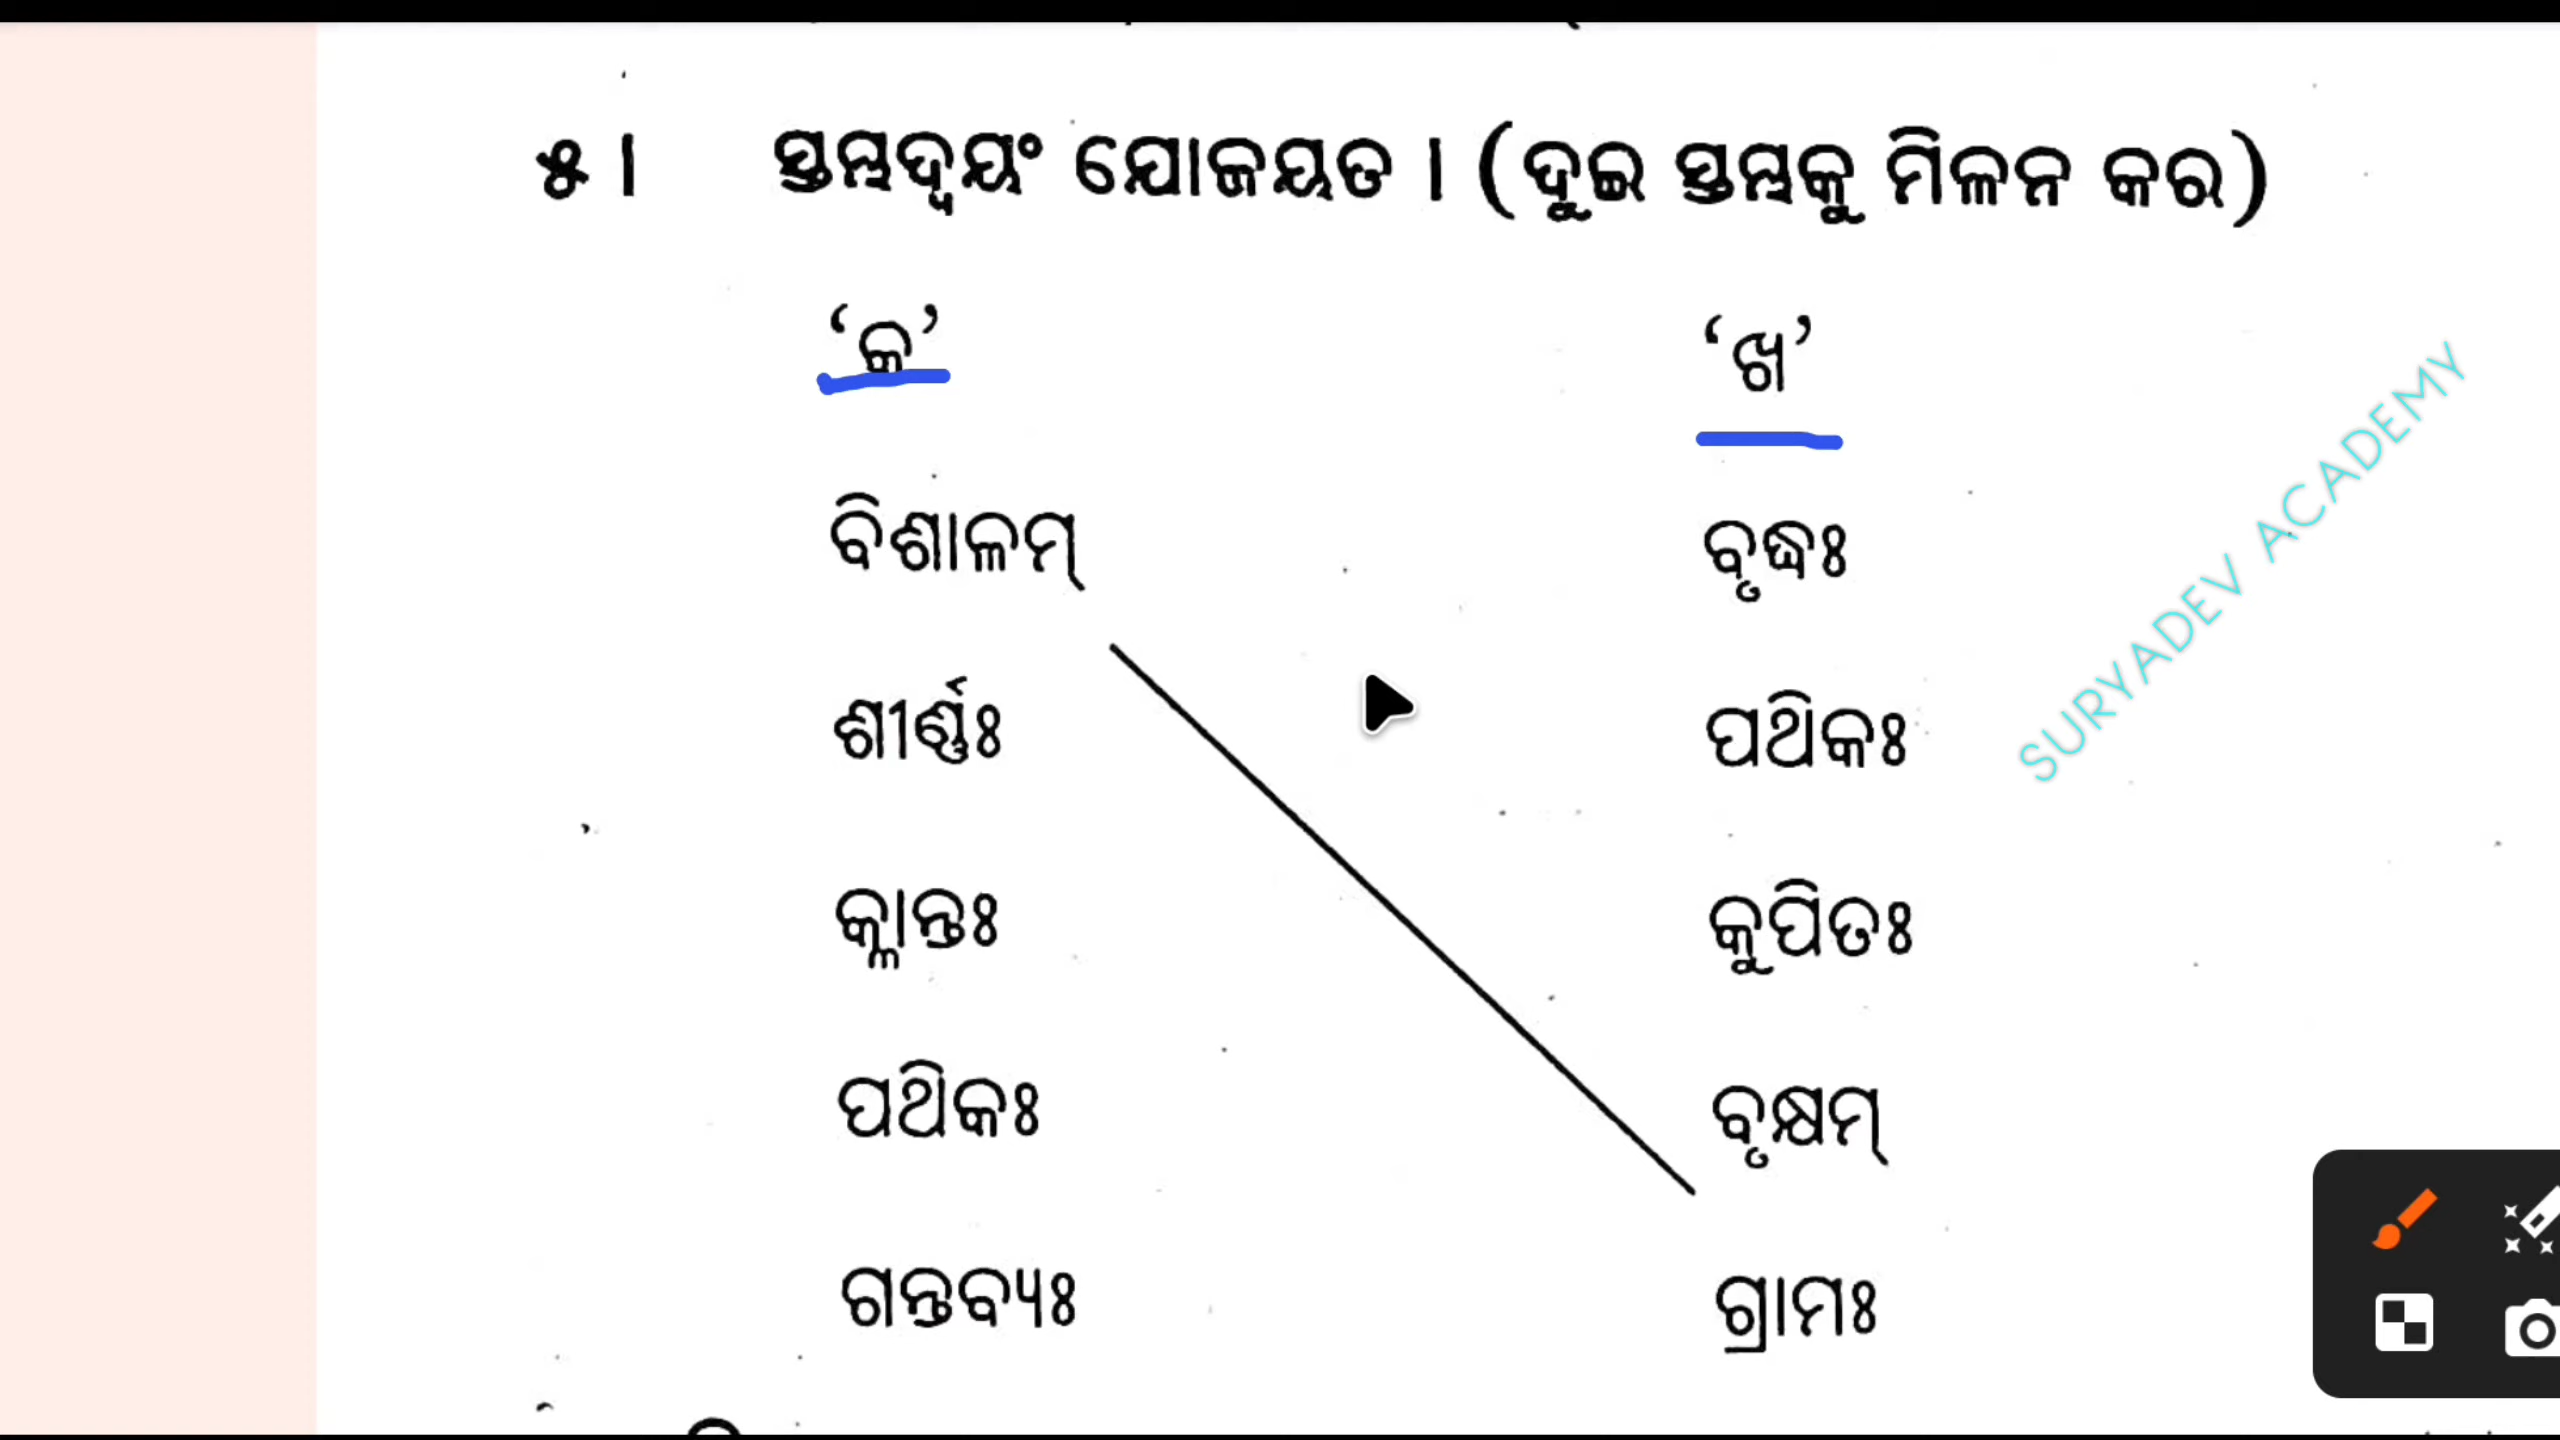 ୫ । ସ୍ତମ୍ଭଦ୍ୱୟଂ ଯୋଜୟତ । (ଦୁଇ ସ୍ତମ୍ଭକୁ ମିଳନ କର)
‘କ’ ‘ଖ’
ବିଶାଳମ୍ ବୃଦ୍ଧଃ
ଶୀର୍ଣ୍ଣଃ ପଥିକଃ
କ୍ଳାନ୍ତଃ କୁପିତଃ
ପଥିକଃ ବୃକ୍ଷମ୍
ଗନ୍ତବ୍ୟଃ ଗ୍ରାମଃ
SURYADEV ACADEMY